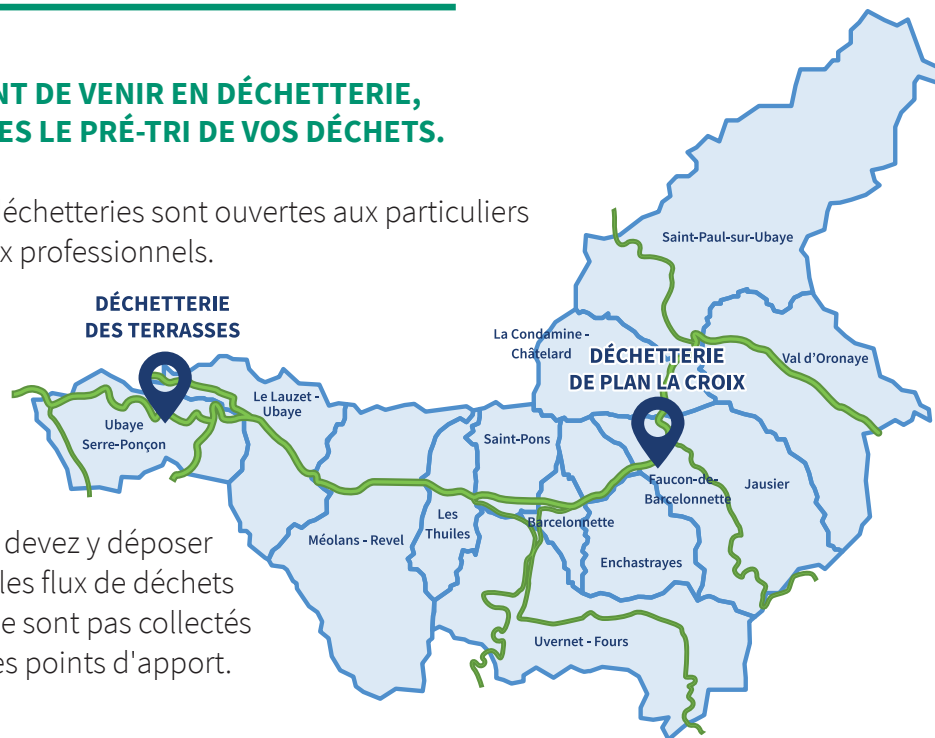 NT DE VENIR EN DÉCHETTERIE,
ES LE PRÉ-TRI DE VOS DÉCHETS.
échetteries sont ouvertes aux particuliers
x professionnels.
DÉCHETTERIE
DES TERRASSES
Saint-Paul-sur-Ubaye
La Condamine -
Châtelard
DÉCHETTERIE
DE PLAN LA CROIX
Val d'Oronaye
Le Lauzet -
Ubaye
Ubaye
Serre-Ponçon
Saint-Pons
Faucon-de-
Barcelonnette
Jausier
Les
Thuiles
Barcelonnette
Méolans - Revel
Enchastrayes
Uvernet - Fours
devez y déposer
les flux de déchets
e sont pas collectés
es points d'apport.